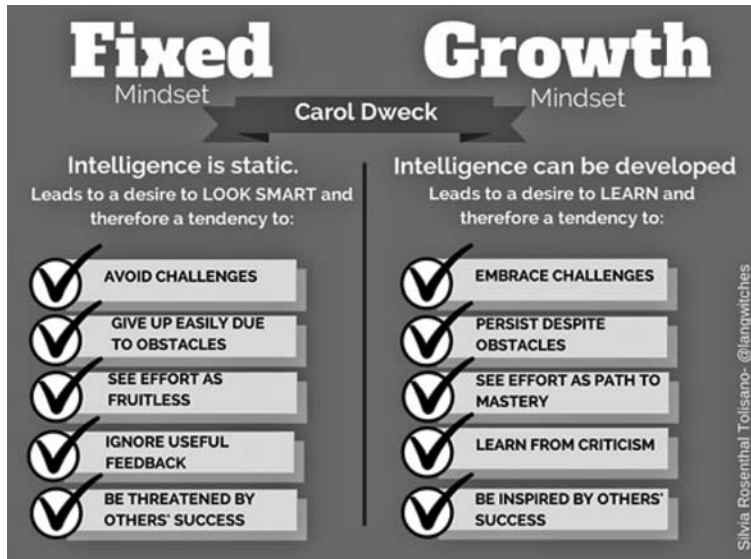 Fixed
Mindset
Growth
Mindset
Carol Dweck
Intelligence is static.
Leads to a desire to LOOK SMART and
therefore a tendency to:
AVOID CHALLENGES
GIVE UP EASILY DUE
TO OBSTACLES
SEE EFFORT AS
FRUITLESS
IGNORE USEFUL
FEEDBACK
BE THREATENED BY
OTHERS' SUCCESS
Intelligence can be developed
Leads to a desire to LEARN and
therefore a tendency to:
EMBRACE CHALLENGES
PERSIST DESPITE
OBSTACLES
SEE EFFORT AS PATH TO
MASTERY
LEARN FROM CRITICISM
BE INSPIRED BY OTHERS'
SUCCESS
Silvia Rosenthal Tolisano- @langwitches